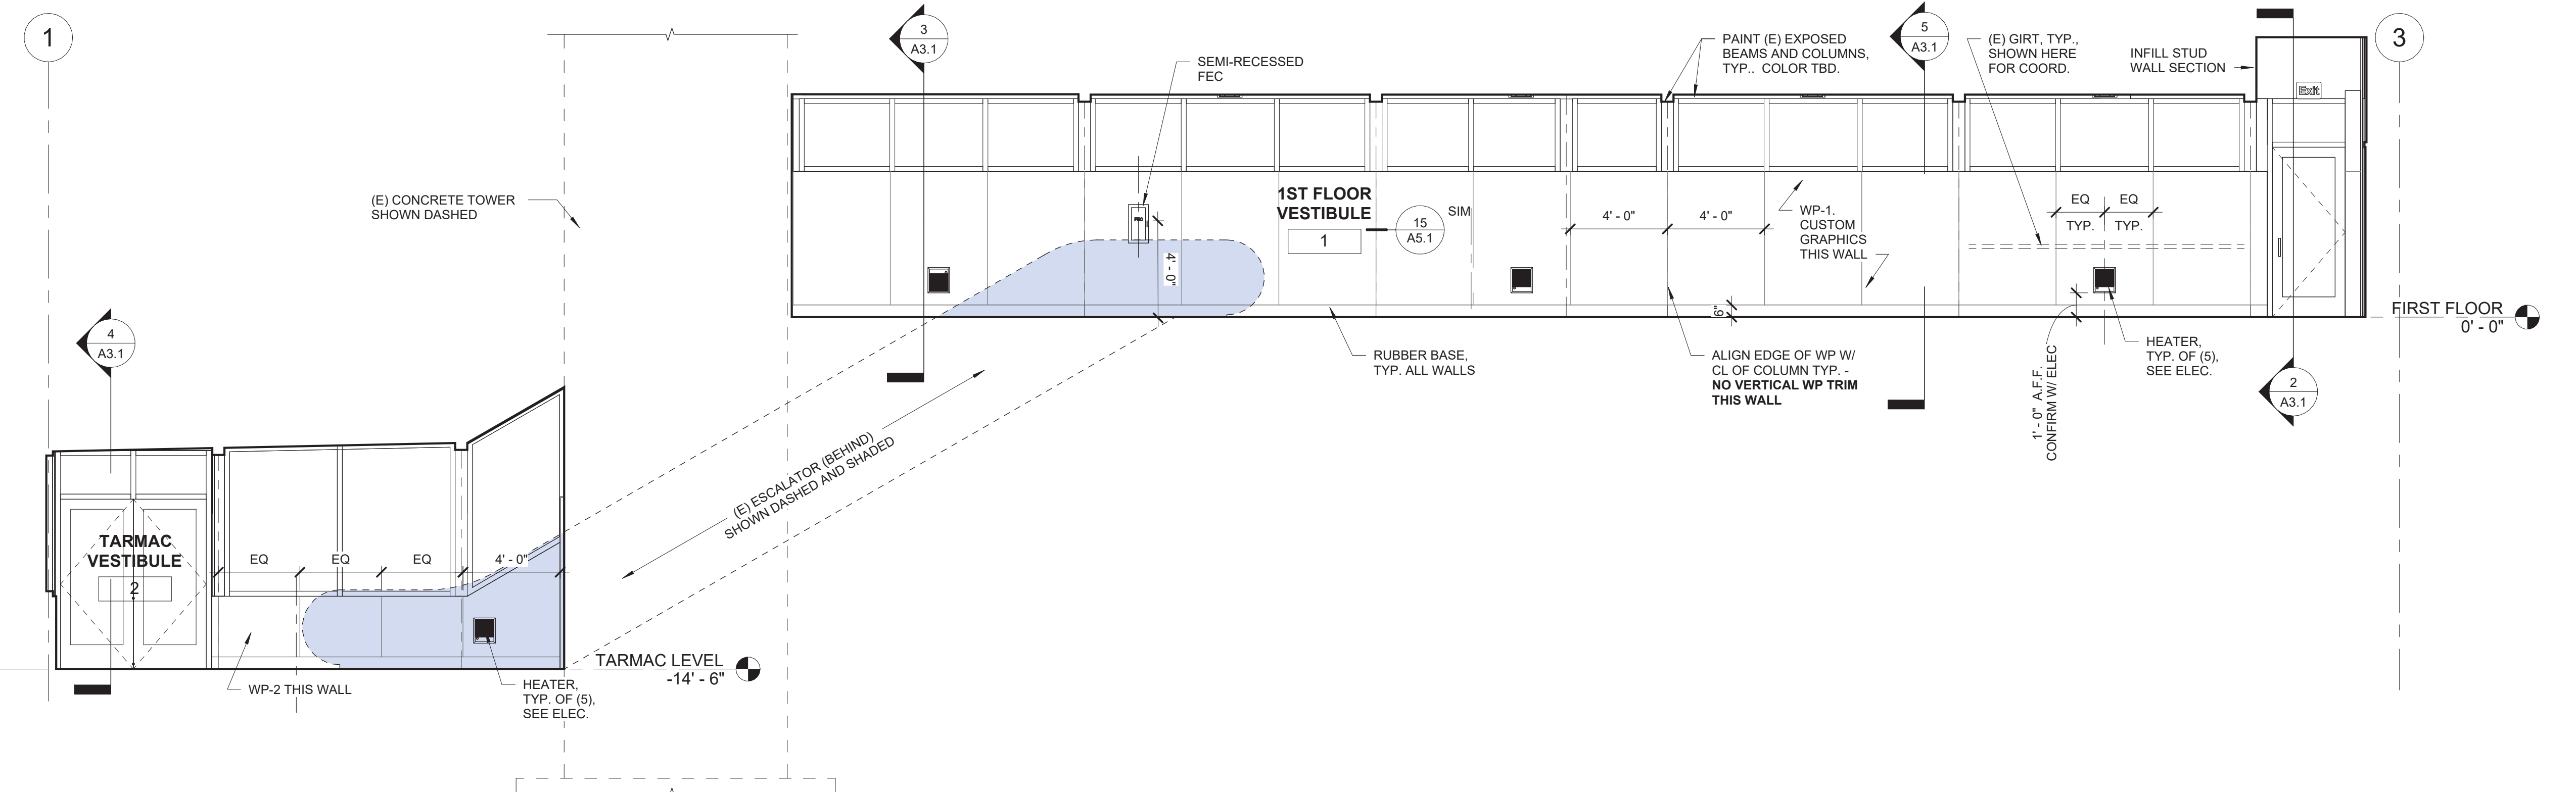 1
3
A3.1
5
A3.1
3
PAINT (E) EXPOSED
BEAMS AND COLUMNS,
TYP.. COLOR TBD.
(E) GIRT, TYP.,
SHOWN HERE
FOR COORD.
INFILL STUD
WALL SECTION
SEMI-RECESSED
FEC
Exit
(E) CONCRETE TOWER
SHOWN DASHED
1ST FLOOR
VESTIBULE
1
15
A5.1
SIM
4' - 0"
4' - 0"
WP-1.
CUSTOM
GRAPHICS
THIS WALL
EQ
EQ
TYP.
TYP.
4' - 0"
6"
FIRST FLOOR
0' - 0"
4
A3.1
RUBBER BASE,
TYP. ALL WALLS
ALIGN EDGE OF WP W/
CL OF COLUMN TYP. -
NO VERTICAL WP TRIM
THIS WALL
1' - 0" A.F.F.
CONFIRM W/ ELEC
HEATER,
TYP. OF (5),
SEE ELEC.
2
A3.1
(E) ESCALATOR (BEHIND)
SHOWN DASHED AND SHADED
TARMAC
VESTIBULE
2
EQ
EQ
EQ
4' - 0"
TARMAC LEVEL
-14' - 6"
WP-2 THIS WALL
HEATER,
TYP. OF (5),
SEE ELEC.